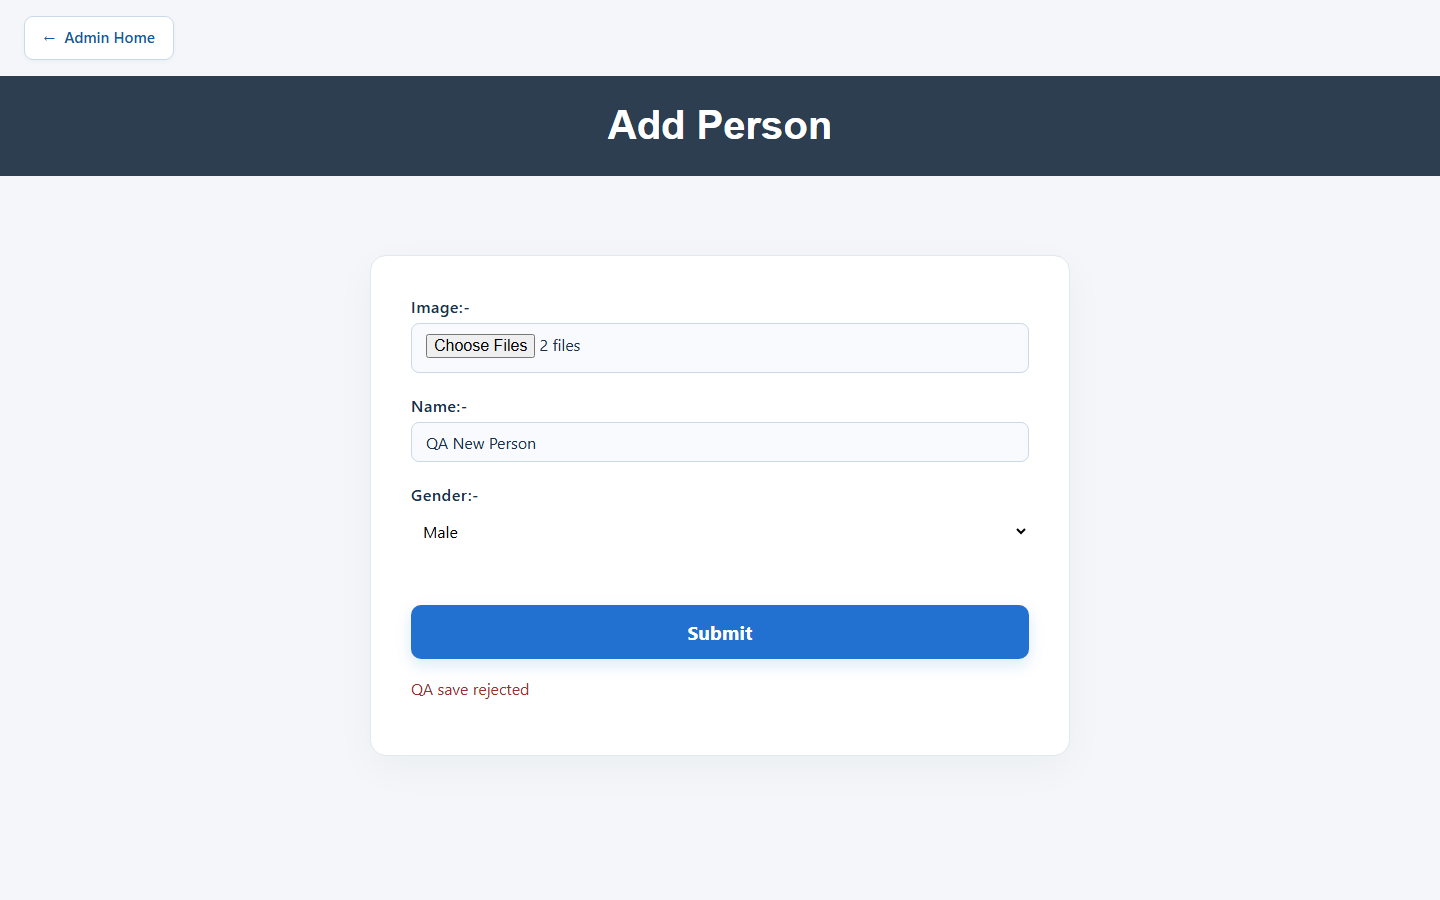 ← Admin Home
Add Person
Image:-
Choose Files 2 files
Name:-
QA New Person
Gender:-
Male
Submit
QA save rejected